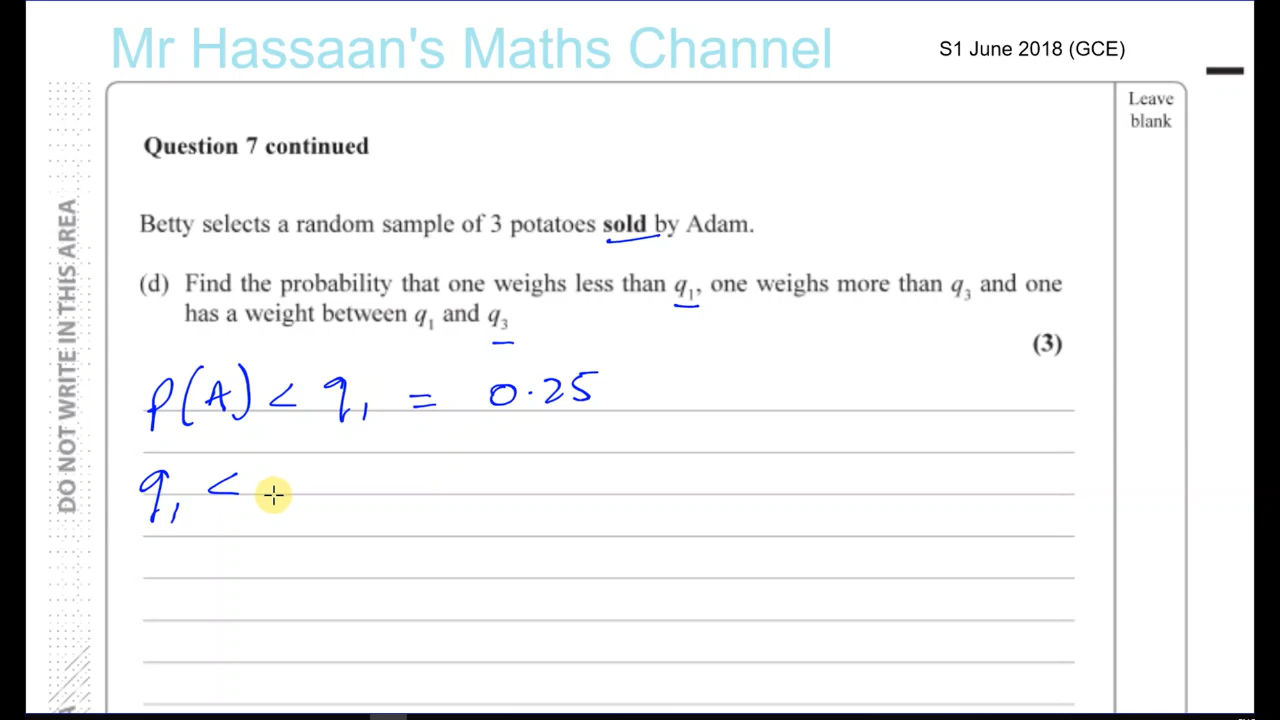 Mr Hassaan's Maths Channel
S1 June 2018 (GCE)
Leave
blank
Question 7 continued
Betty selects a random sample of 3 potatoes sold by Adam.
(d) Find the probability that one weighs less than q₁, one weighs more than q₃ and one
has a weight between q₁ and q₃
(3)
P(A) < q₁ = 0.25
q₁ <
DO NOT WRITE IN THIS AREA